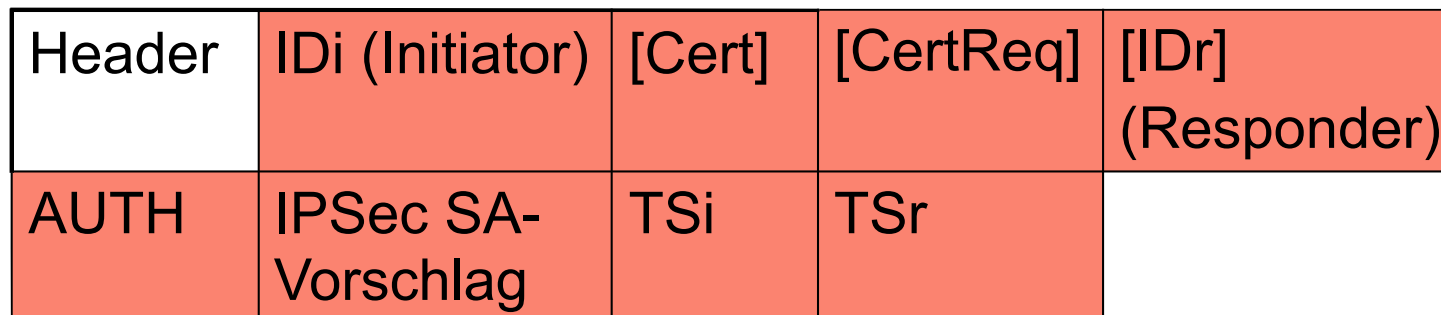 Header IDi (Initiator) [Cert] [CertReq] [IDr]
(Responder)
AUTH IPSec SA- TSi TSr
Vorschlag